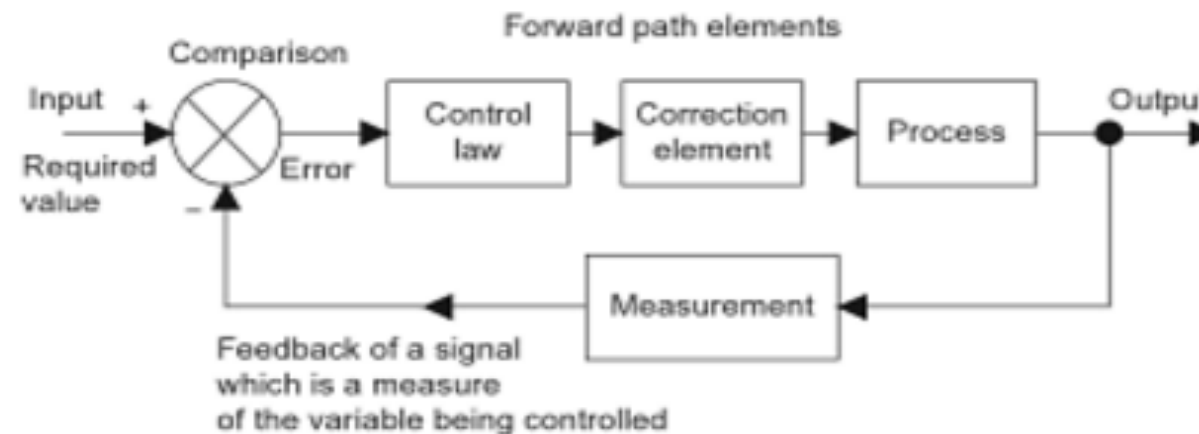 Forward path elements
Comparison
Input
+
Required
value
Error
−
Control
law
Correction
element
Process
Output
Measurement
Feedback of a signal
which is a measure
of the variable being controlled